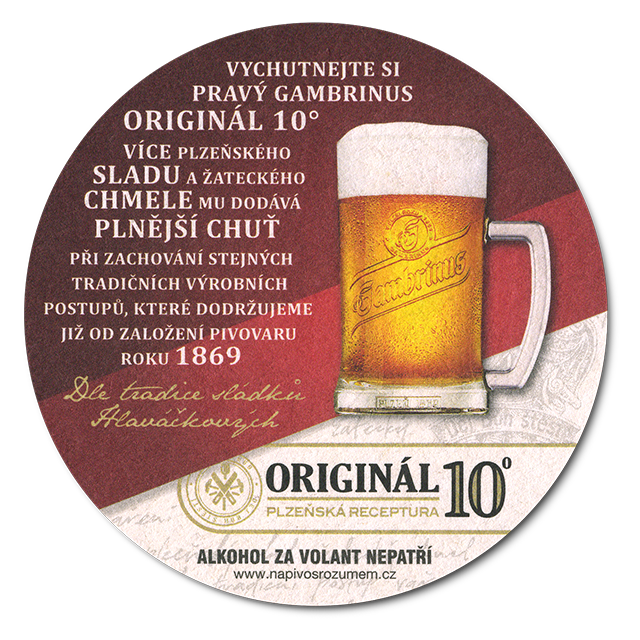 VYCHUTNEJTE SI
PRAVÝ GAMBRINUS
ORIGINÁL 10°
VÍCE PLZEŇSKÉHO
SLADU A ŽATECKÉHO
CHMELE MU DODÁVÁ
PLNĚJŠÍ CHUŤ
PŘI ZACHOVÁNÍ STEJNÝCH
TRADIČNÍCH VÝROBNÍCH
POSTUPŮ, KTERÉ DODRŽUJEME
JIŽ OD ZALOŽENÍ PIVOVARU
ROKU 1869
Dle tradice sládků
Hlaváčkových
Gambrinus
ORIGINÁL 10°
PLZEŇSKÁ RECEPTURA
ALKOHOL ZA VOLANT NEPATŘÍ
www.napivosrozumem.cz